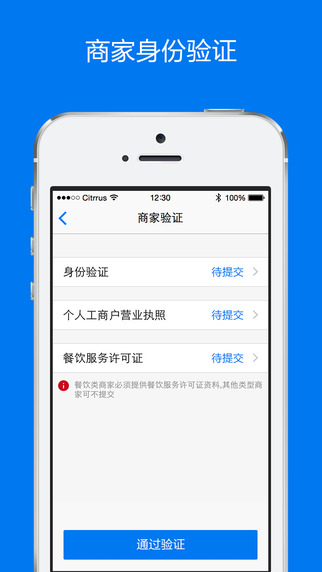 商家身份验证
Citrrus 12:30 100%
商家验证
身份验证 待提交
个人工商户营业执照 待提交
餐饮服务许可证 待提交
餐饮类商家必须提供餐饮服务许可证资料,其他类型商
家可不提交
通过验证